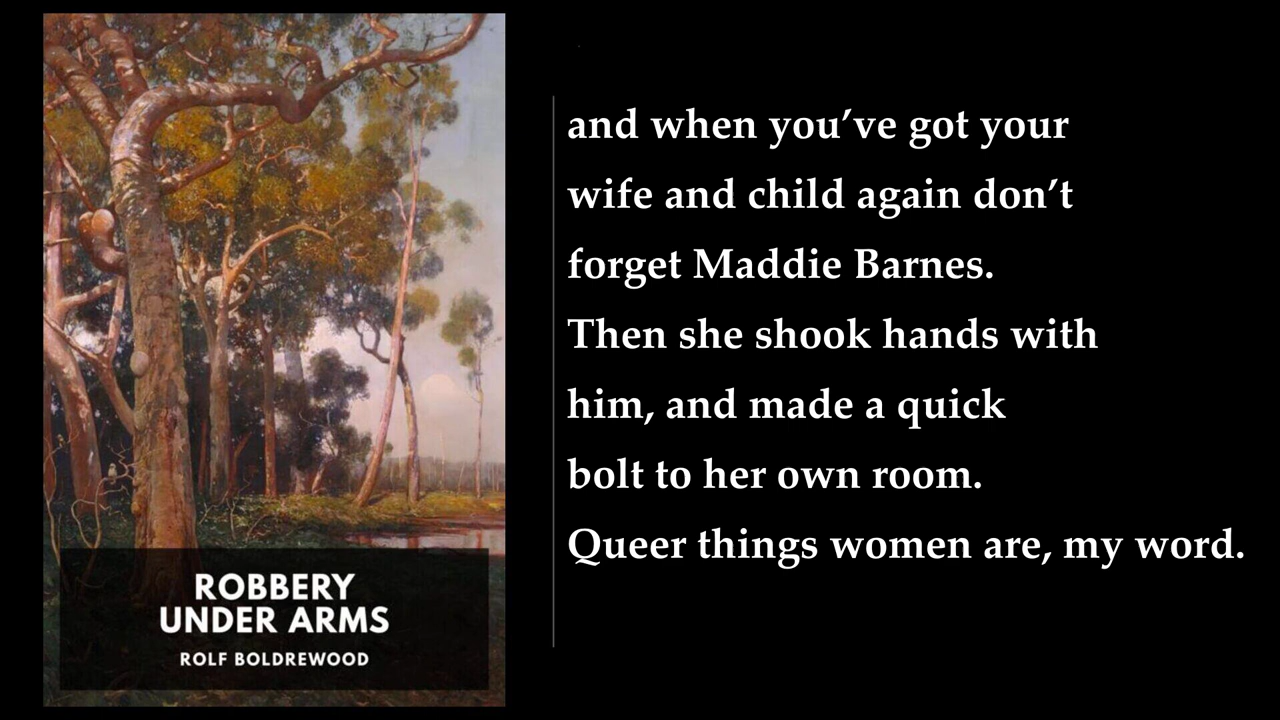 ROBBERY
UNDER ARMS
ROLF BOLDREWOOD
and when you’ve got your
wife and child again don’t
forget Maddie Barnes.
Then she shook hands with
him, and made a quick
bolt to her own room.
Queer things women are, my word.